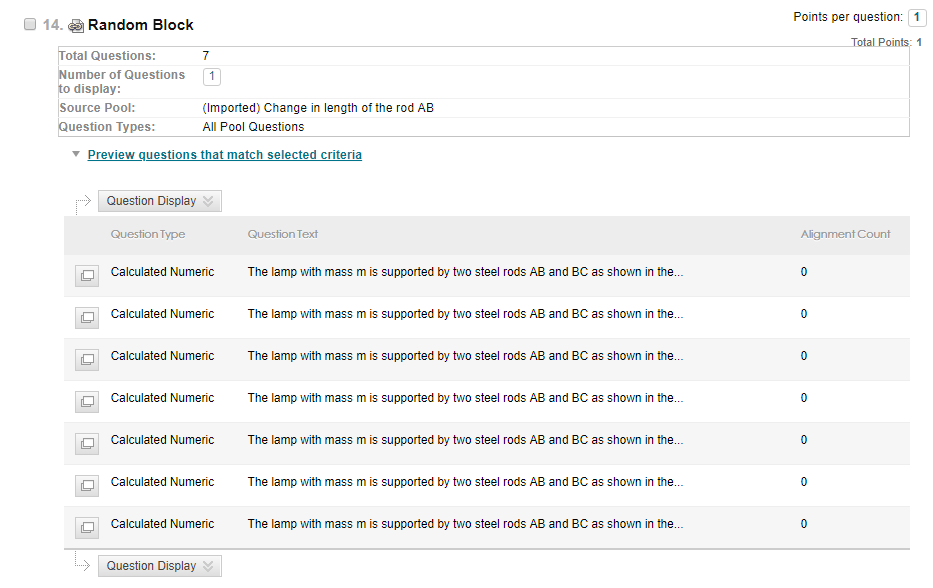 14. Random Block
Points per question: 1
Total Points: 1
Total Questions: 7
Number of Questions
to display: 1
Source Pool: (Imported) Change in length of the rod AB
Question Types: All Pool Questions
Preview questions that match selected criteria
Question Display
Question Type Question Text Alignment Count
Calculated Numeric The lamp with mass m is supported by two steel rods AB and BC as shown in the... 0
Calculated Numeric The lamp with mass m is supported by two steel rods AB and BC as shown in the... 0
Calculated Numeric The lamp with mass m is supported by two steel rods AB and BC as shown in the... 0
Calculated Numeric The lamp with mass m is supported by two steel rods AB and BC as shown in the... 0
Calculated Numeric The lamp with mass m is supported by two steel rods AB and BC as shown in the... 0
Calculated Numeric The lamp with mass m is supported by two steel rods AB and BC as shown in the... 0
Calculated Numeric The lamp with mass m is supported by two steel rods AB and BC as shown in the... 0
Question Display